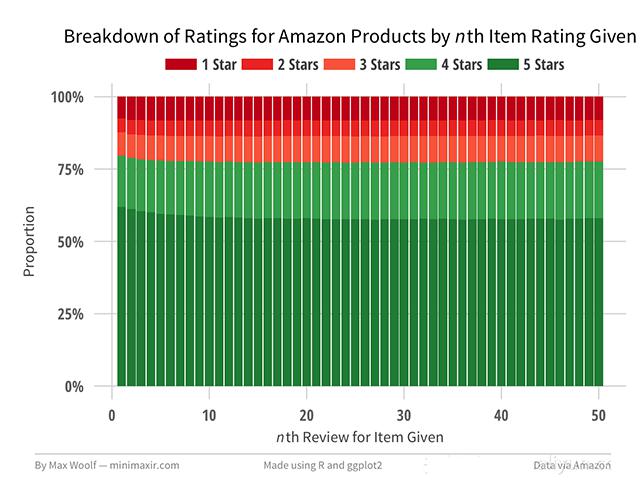 Breakdown of Ratings for Amazon Products by nth Item Rating Given
1 Star 2 Stars 3 Stars 4 Stars 5 Stars
100%
75%
50%
25%
0%
Proportion
0 10 20 30 40 50
nth Review for Item Given
By Max Woolf — minimaxir.com Made using R and ggplot2 Data via Amazon